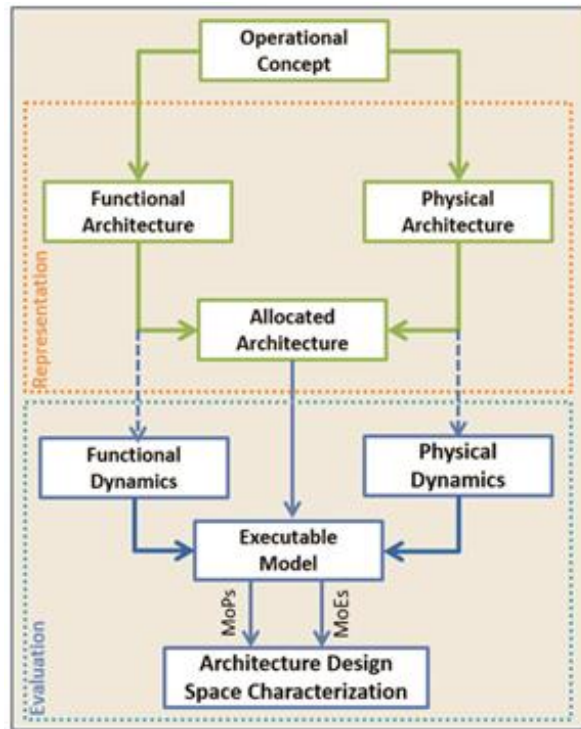 Operational
Concept
Functional
Architecture
Physical
Architecture
Representation
Allocated
Architecture
Functional
Dynamics
Physical
Dynamics
Executable
Model
MoPs
MoEs
Evaluation
Architecture Design
Space Characterization